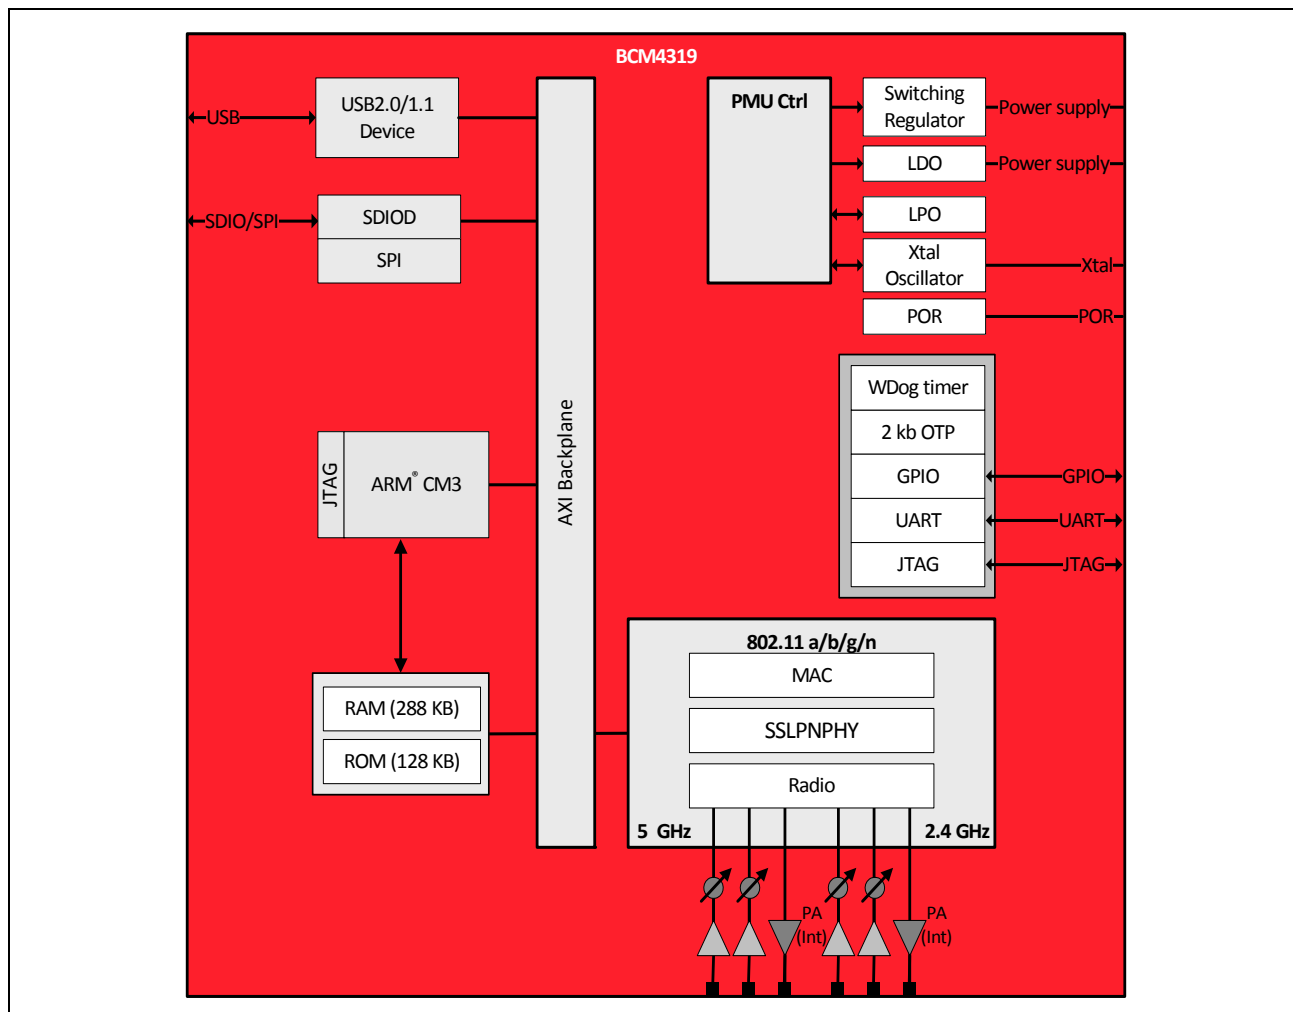 BCM4319
USB
USB2.0/1.1
Device
SDIO/SPI
SDIOD
SPI
JTAG
ARM® CM3
RAM (288 KB)
ROM (128 KB)
AXI Backplane
PMU Ctrl
Switching
Regulator
Power supply
LDO
Power supply
LPO
Xtal
Oscillator
Xtal
POR
POR
WDog timer
2 kb OTP
GPIO
GPIO
UART
UART
JTAG
JTAG
802.11 a/b/g/n
MAC
SSLPNPHY
Radio
5 GHz
2.4 GHz
PA
(Int)
PA
(Int)